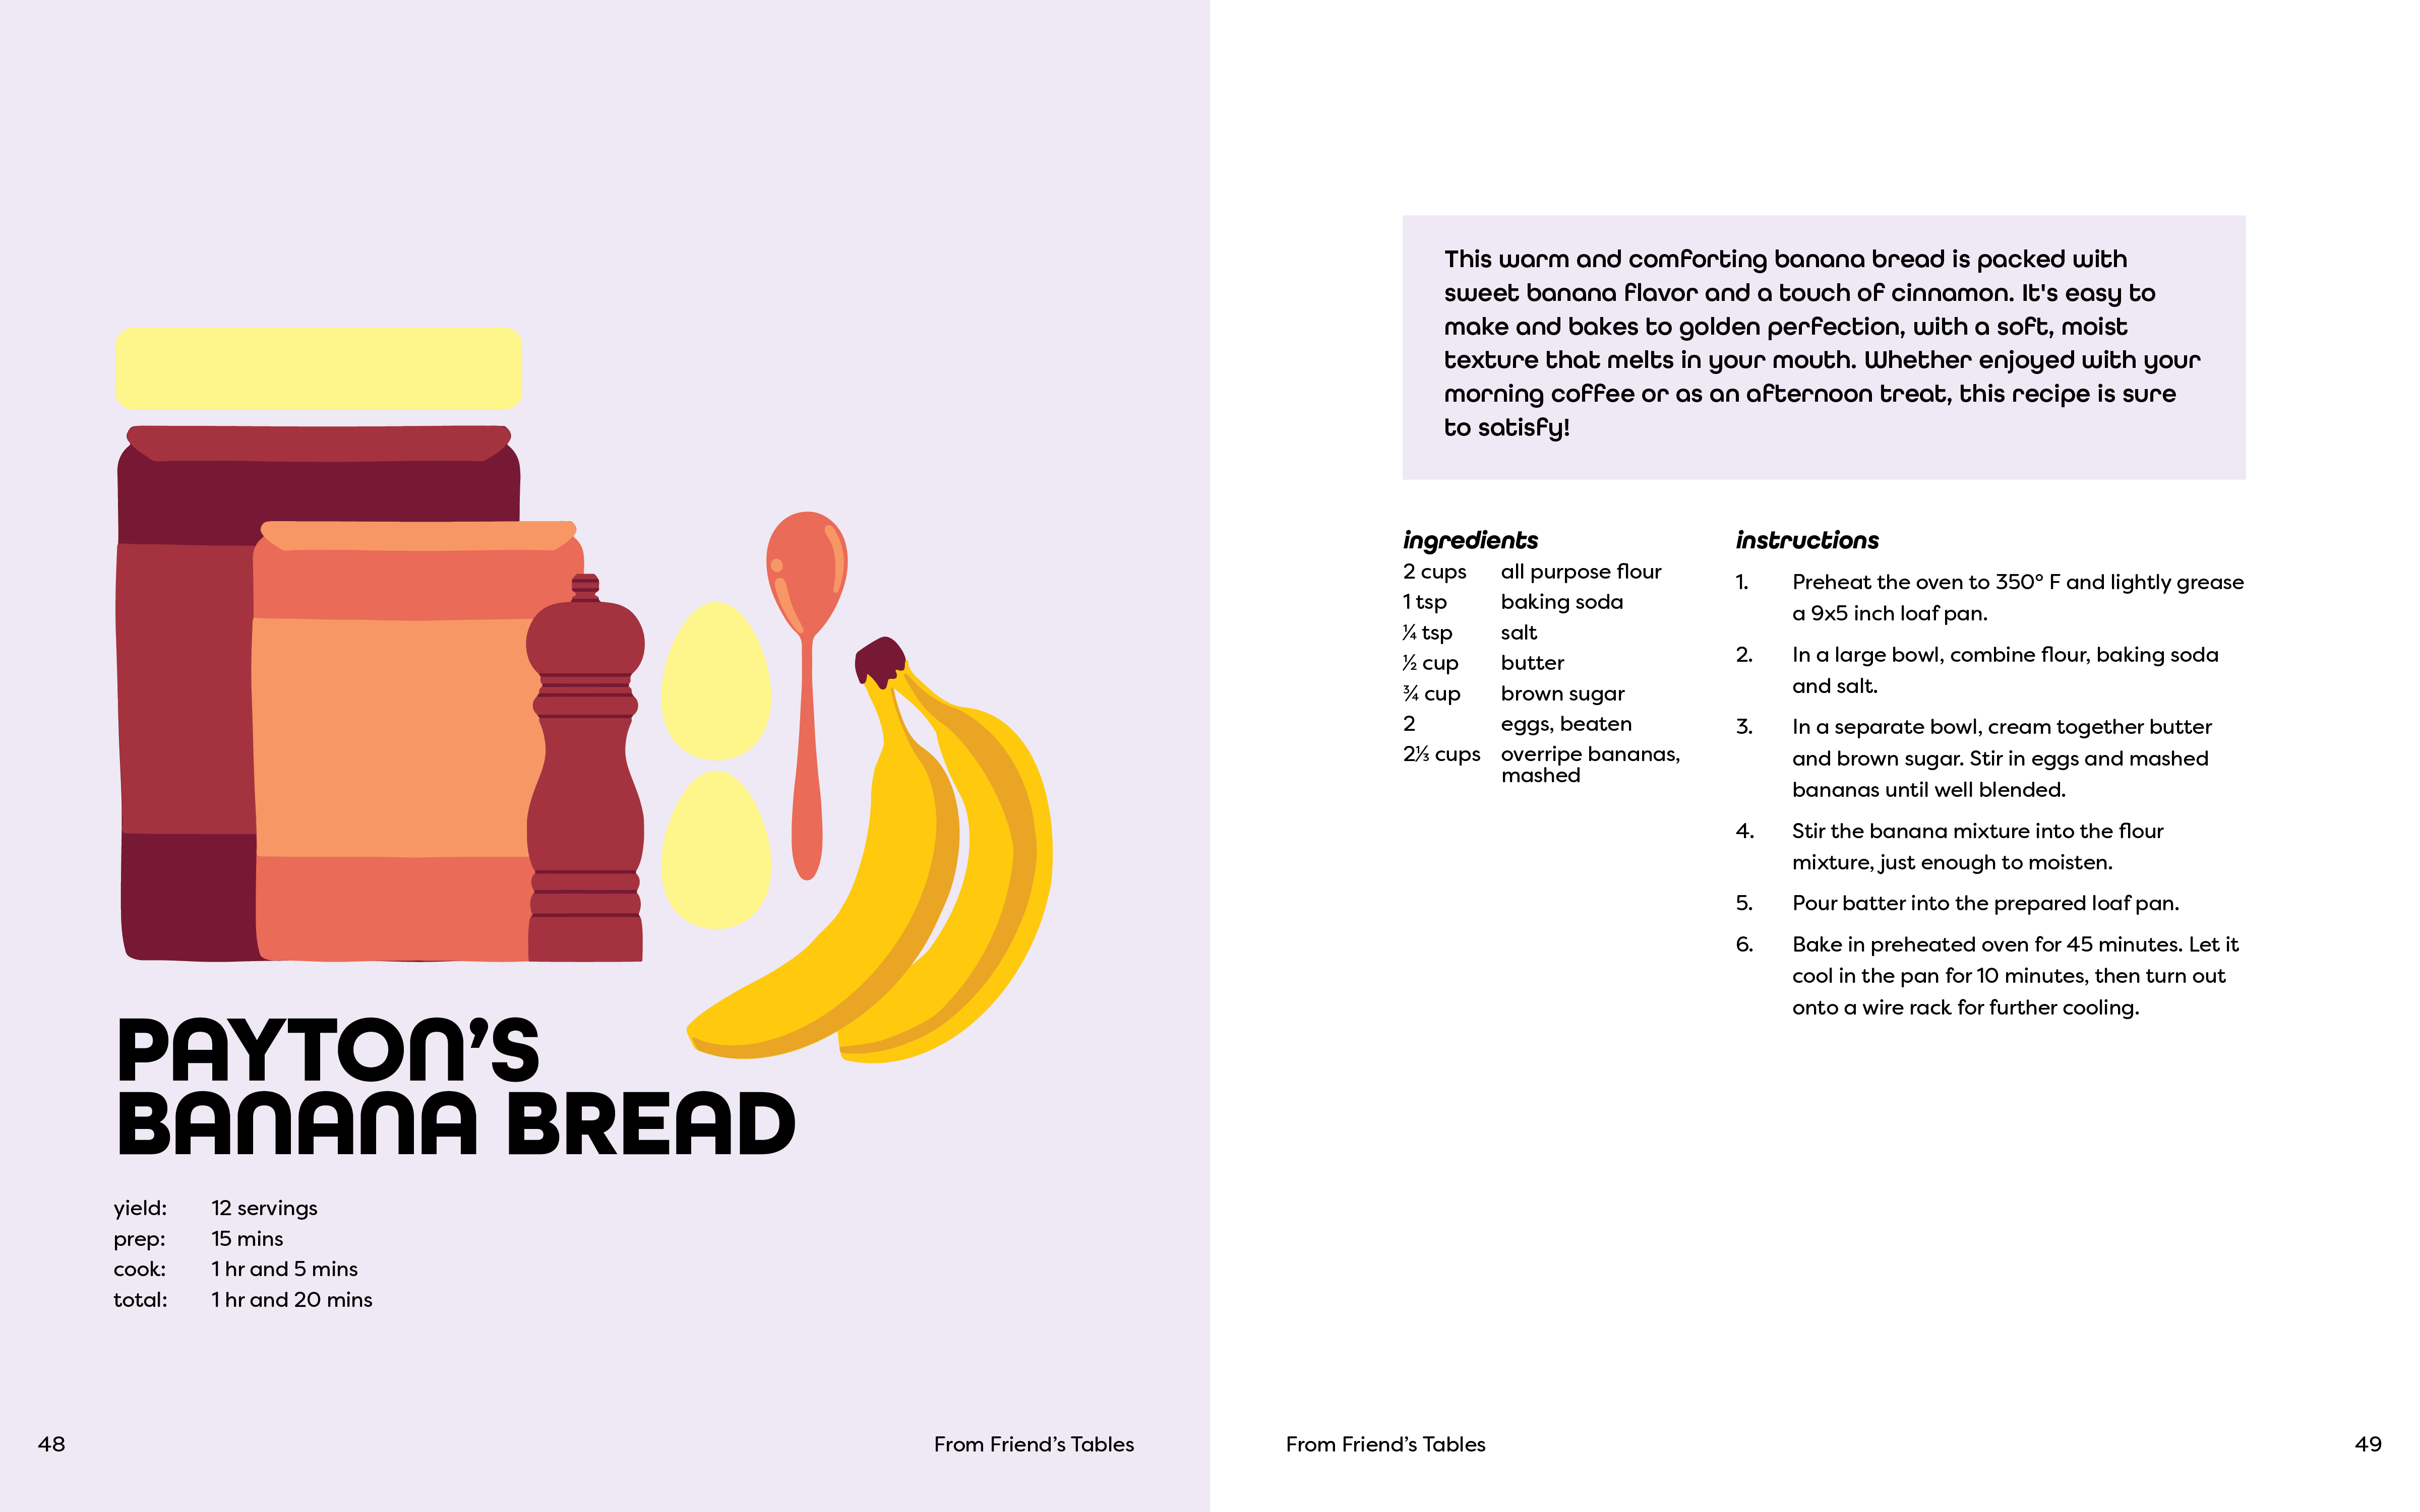 PAYTON’S
BANANA BREAD
yield: 12 servings
prep: 15 mins
cook: 1 hr and 5 mins
total: 1 hr and 20 mins
48
From Friend’s Tables
This warm and comforting banana bread is packed with
sweet banana flavor and a touch of cinnamon. It's easy to
make and bakes to golden perfection, with a soft, moist
texture that melts in your mouth. Whether enjoyed with your
morning coffee or as an afternoon treat, this recipe is sure
to satisfy!
ingredients
2 cups all purpose flour
1 tsp baking soda
¼ tsp salt
½ cup butter
¾ cup brown sugar
2 eggs, beaten
2⅓ cups overripe bananas,
mashed
instructions
1. Preheat the oven to 350° F and lightly grease
a 9x5 inch loaf pan.
2. In a large bowl, combine flour, baking soda
and salt.
3. In a separate bowl, cream together butter
and brown sugar. Stir in eggs and mashed
bananas until well blended.
4. Stir the banana mixture into the flour
mixture, just enough to moisten.
5. Pour batter into the prepared loaf pan.
6. Bake in preheated oven for 45 minutes. Let it
cool in the pan for 10 minutes, then turn out
onto a wire rack for further cooling.
From Friend’s Tables
49